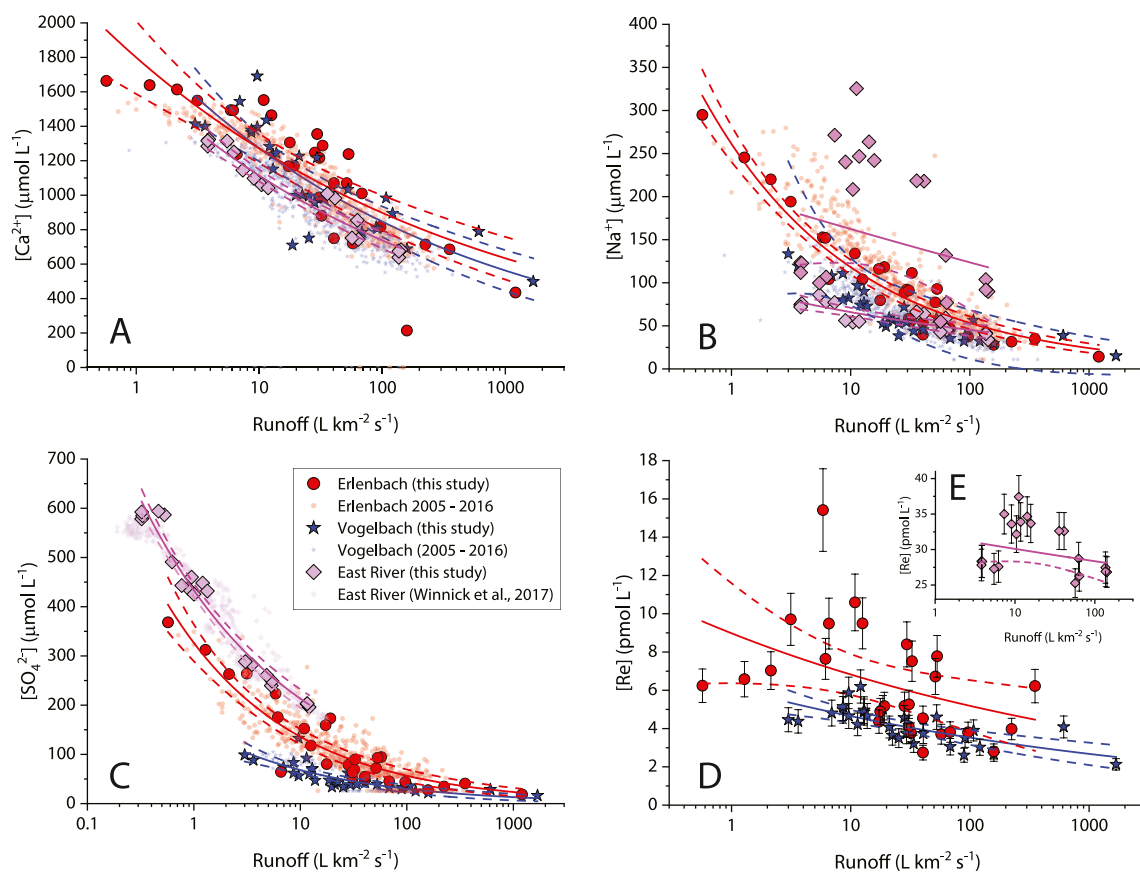 2000
1800
1600
1400
1200
1000
800
600
400
200
0
[Ca²⁺] (µmol L⁻¹)
A
1 10 100 1000
Runoff (L km⁻² s⁻¹)
400
350
300
250
200
150
100
50
0
[Na⁺] (µmol L⁻¹)
B
1 10 100 1000
Runoff (L km⁻² s⁻¹)
700
600
500
400
300
200
100
0
[SO₄²⁻] (µmol L⁻¹)
C
Erlenbach (this study)
Erlenbach 2005 - 2016
Vogelbach (this study)
Vogelbach (2005 - 2016)
East River (this study)
East River (Winnick et al., 2017)
0.1 1 10 100 1000
Runoff (L km⁻² s⁻¹)
18
16
14
12
10
8
6
4
2
0
[Re] (pmol L⁻¹)
D
1 10 100 1000
Runoff (L km⁻² s⁻¹)
E
40
35
30
25
[Re] (pmol L⁻¹)
1 10 100
Runoff (L km⁻² s⁻¹)